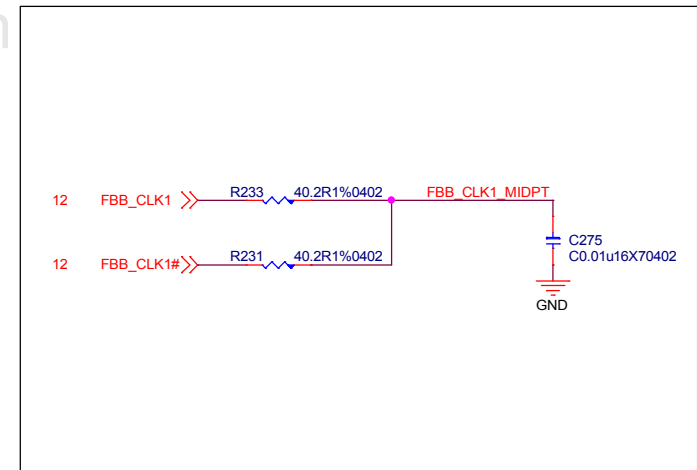 12 FBB_CLK1 R233 40.2R1%0402 FBB_CLK1_MIDPT
C275
C0.01u16X70402
12 FBB_CLK1# R231 40.2R1%0402
GND